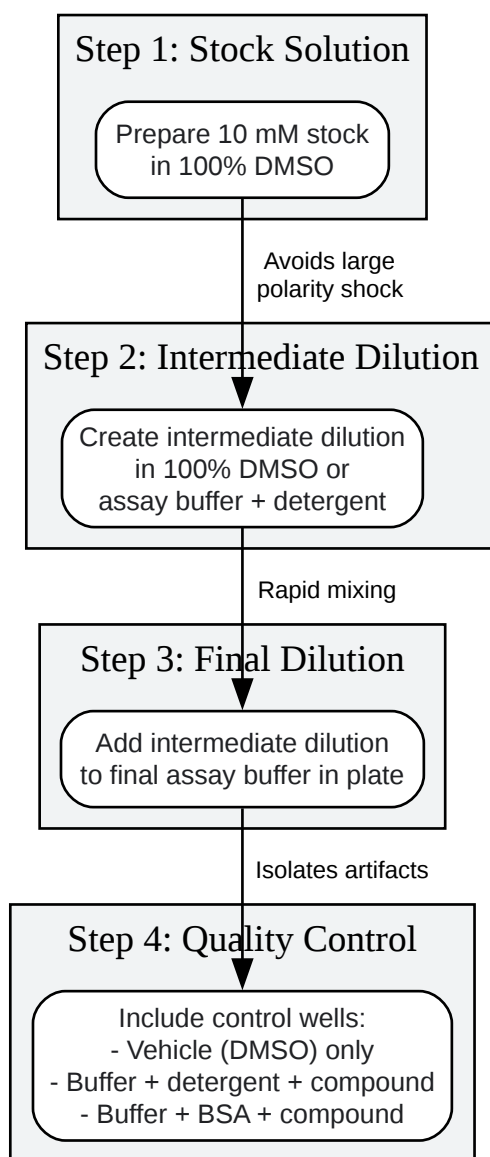 Step 1: Stock Solution
Prepare 10 mM stock
in 100% DMSO
Avoids large
polarity shock
Step 2: Intermediate Dilution
Create intermediate dilution
in 100% DMSO or
assay buffer + detergent
Rapid mixing
Step 3: Final Dilution
Add intermediate dilution
to final assay buffer in plate
Isolates artifacts
Step 4: Quality Control
Include control wells:
- Vehicle (DMSO) only
- Buffer + detergent + compound
- Buffer + BSA + compound